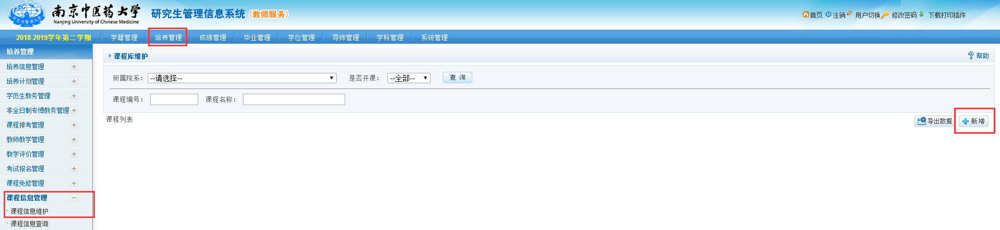 南京中医药大学
Nanjing University of Chinese Medicine
研究生管理信息系统（教师服务）
首页 注销 用户切换 修改密码 下载打印插件
2018-2019学年第二学期 学籍管理 培养管理 成绩管理 毕业管理 学位管理 导师管理 学科管理 系统管理
培养管理
培养信息管理
培养计划管理
学历生教务管理
非全日制专博教务管理
课程排考管理
教师教学管理
教学评价管理
考试报名管理
课程免修管理
课程信息管理
课程信息维护
课程信息查询
课程库维护 帮助
所属院系： --请选择-- 是否开课： --全部-- 查 询
课程编号： 课程名称：
课程列表 导出数据 新增